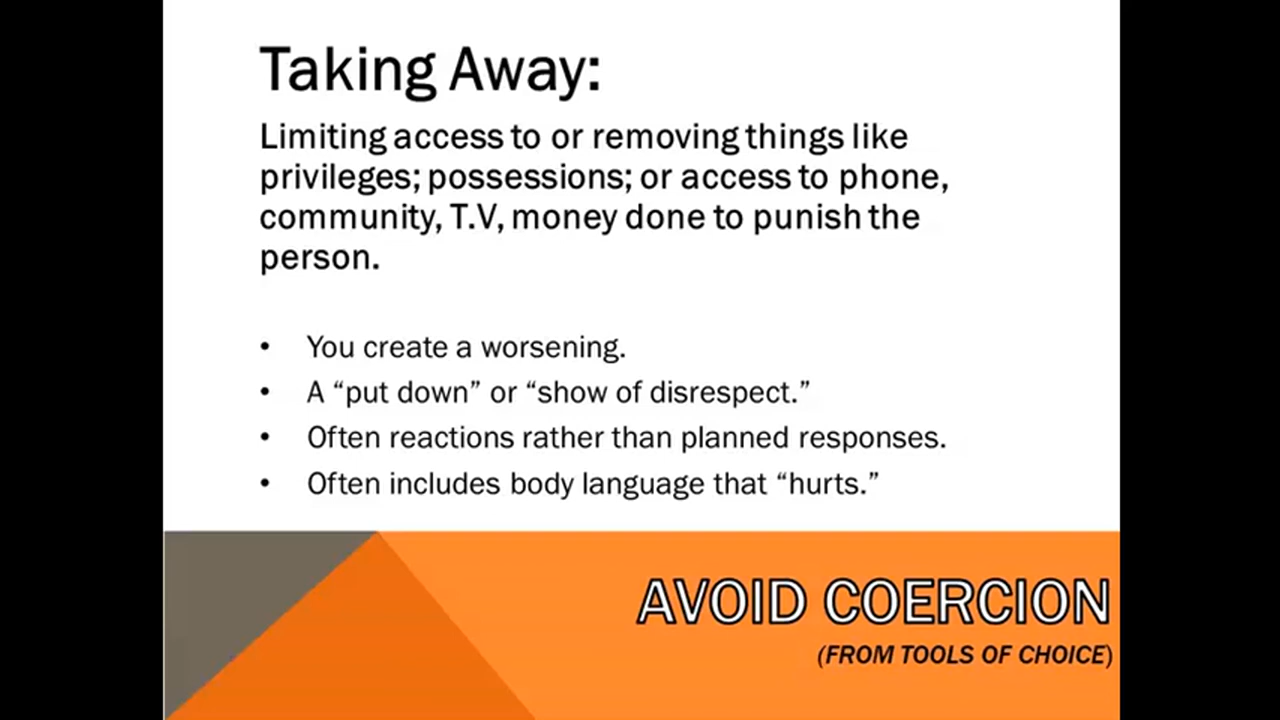 Taking Away:
Limiting access to or removing things like
privileges; possessions; or access to phone,
community, T.V, money done to punish the
person.
• You create a worsening.
• A “put down” or “show of disrespect.”
• Often reactions rather than planned responses.
• Often includes body language that “hurts.”
AVOID COERCION
(FROM TOOLS OF CHOICE)